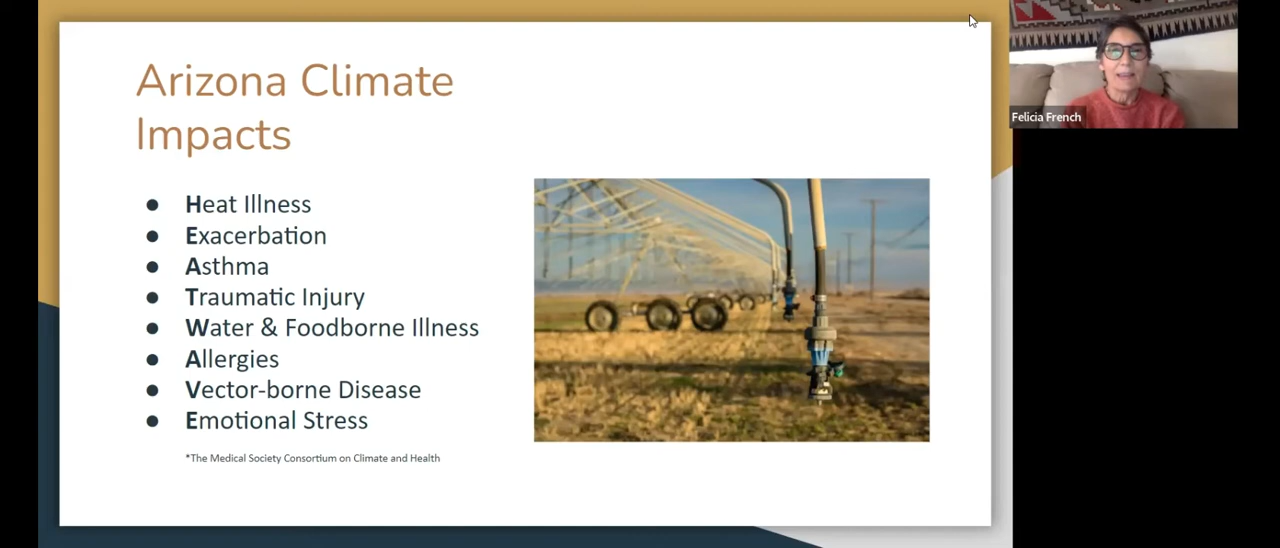 Arizona Climate
Impacts
● Heat Illness
● Exacerbation
● Asthma
● Traumatic Injury
● Water & Foodborne Illness
● Allergies
● Vector-borne Disease
● Emotional Stress
*The Medical Society Consortium on Climate and Health
Felicia French